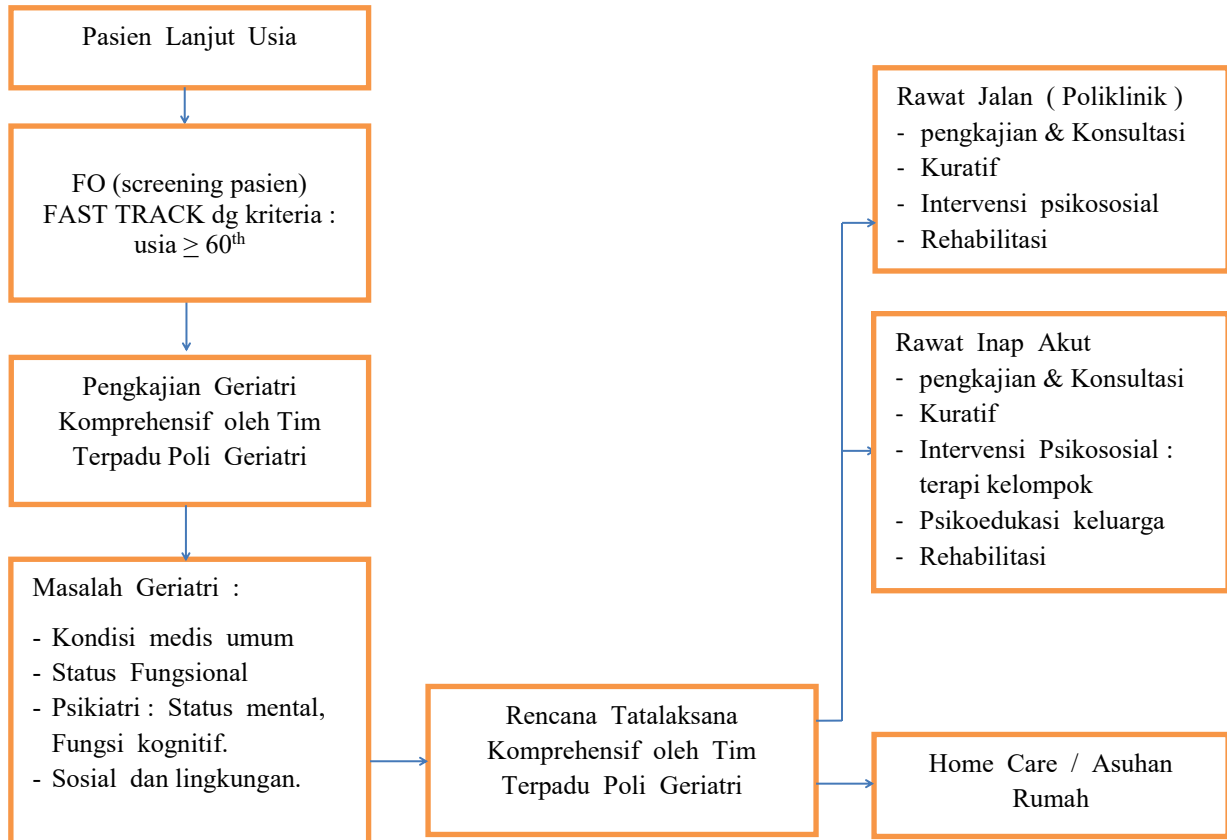 Pasien Lanjut Usia
FO (screening pasien)
FAST TRACK dg kriteria :
usia ≥ 60th
Pengkajian Geriatri
Komprehensif oleh Tim
Terpadu Poli Geriatri
Masalah Geriatri :
- Kondisi medis umum
- Status Fungsional
- Psikiatri : Status mental,
Fungsi kognitif.
- Sosial dan lingkungan.
Rencana Tatalaksana
Komprehensif oleh Tim
Terpadu Poli Geriatri
Rawat Jalan ( Poliklinik )
- pengkajian & Konsultasi
- Kuratif
- Intervensi psikososial
- Rehabilitasi
Rawat Inap Akut
- pengkajian & Konsultasi
- Kuratif
- Intervensi Psikososial :
terapi kelompok
- Psikoedukasi keluarga
- Rehabilitasi
Home Care / Asuhan
Rumah